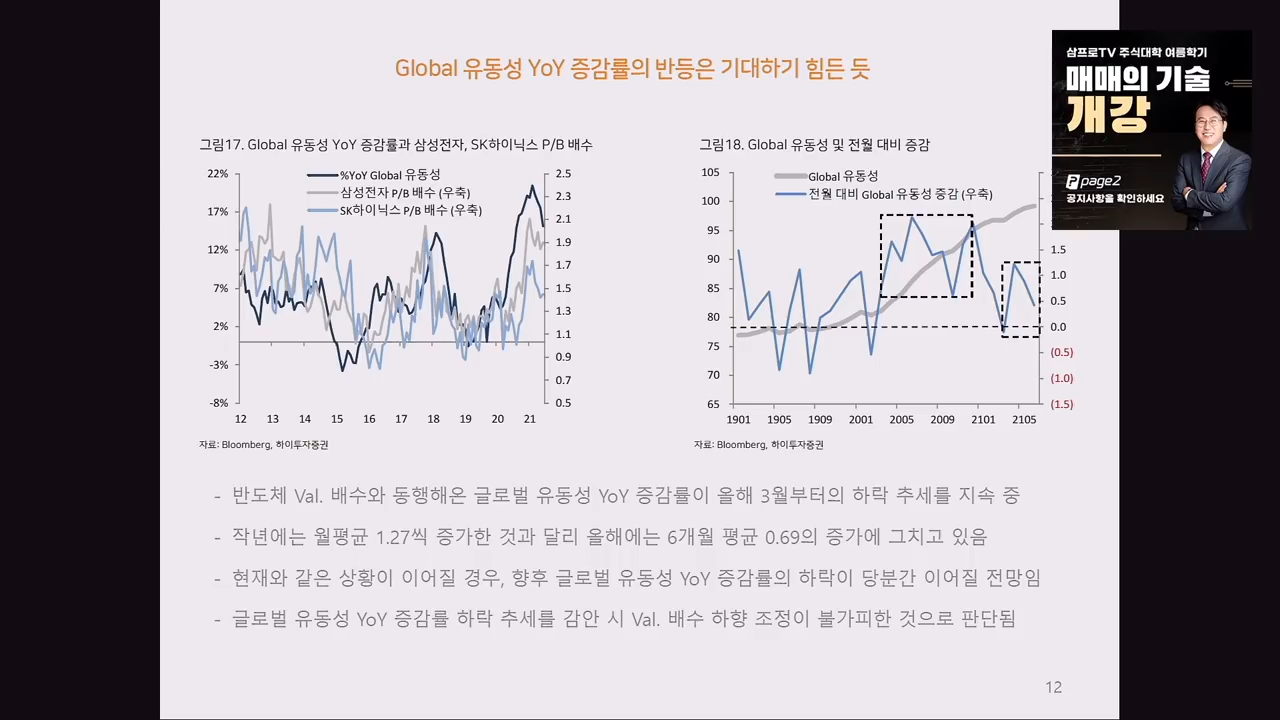 Global 유동성 YoY 증감률의 반등은 기대하기 힘든 듯
삼프로TV 주식대학 여름학기
매매의 기술
개강
page2
공지사항을 확인하세요
그림17. Global 유동성 YoY 증감률과 삼성전자, SK하이닉스 P/B 배수
22%
17%
12%
7%
2%
-3%
-8%
%YoY Global 유동성
삼성전자 P/B 배수 (우축)
SK하이닉스 P/B 배수 (우축)
2.5
2.3
2.1
1.9
1.7
1.5
1.3
1.1
0.9
0.7
0.5
12 13 14 15 16 17 18 19 20 21
자료: Bloomberg, 하이투자증권
그림18. Global 유동성 및 전월 대비 증감
105
100
95
90
85
80
75
70
65
Global 유동성
전월 대비 Global 유동성 증감 (우축)
1.5
1.0
0.5
0.0
(0.5)
(1.0)
(1.5)
1901 1905 1909 2001 2005 2009 2101 2105
자료: Bloomberg, 하이투자증권
- 반도체 Val. 배수와 동행해온 글로벌 유동성 YoY 증감률이 올해 3월부터의 하락 추세를 지속 중
- 작년에는 월평균 1.27씩 증가한 것과 달리 올해에는 6개월 평균 0.69의 증가에 그치고 있음
- 현재와 같은 상황이 이어질 경우, 향후 글로벌 유동성 YoY 증감률의 하락이 당분간 이어질 전망임
- 글로벌 유동성 YoY 증감률 하락 추세를 감안 시 Val. 배수 하향 조정이 불가피한 것으로 판단됨
12